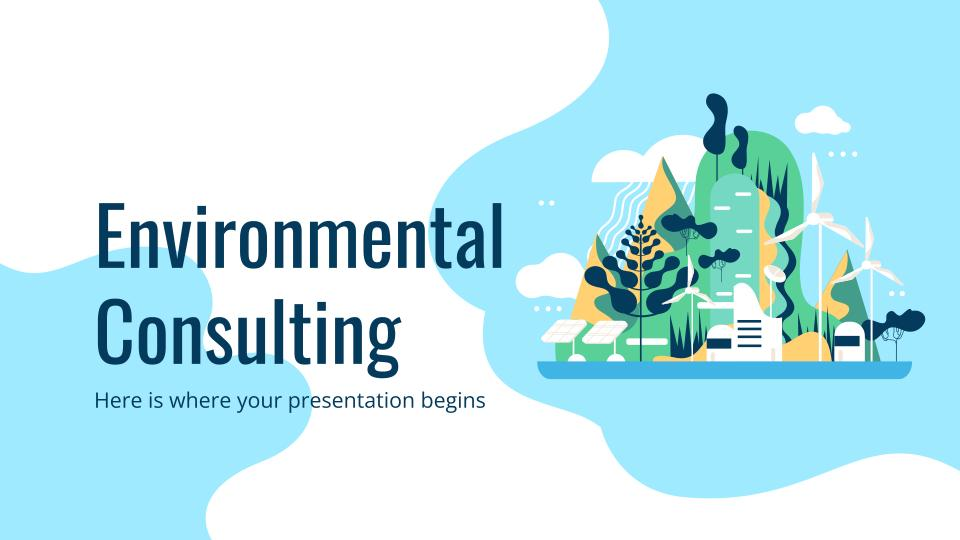 Environmental
Consulting
Here is where your presentation begins